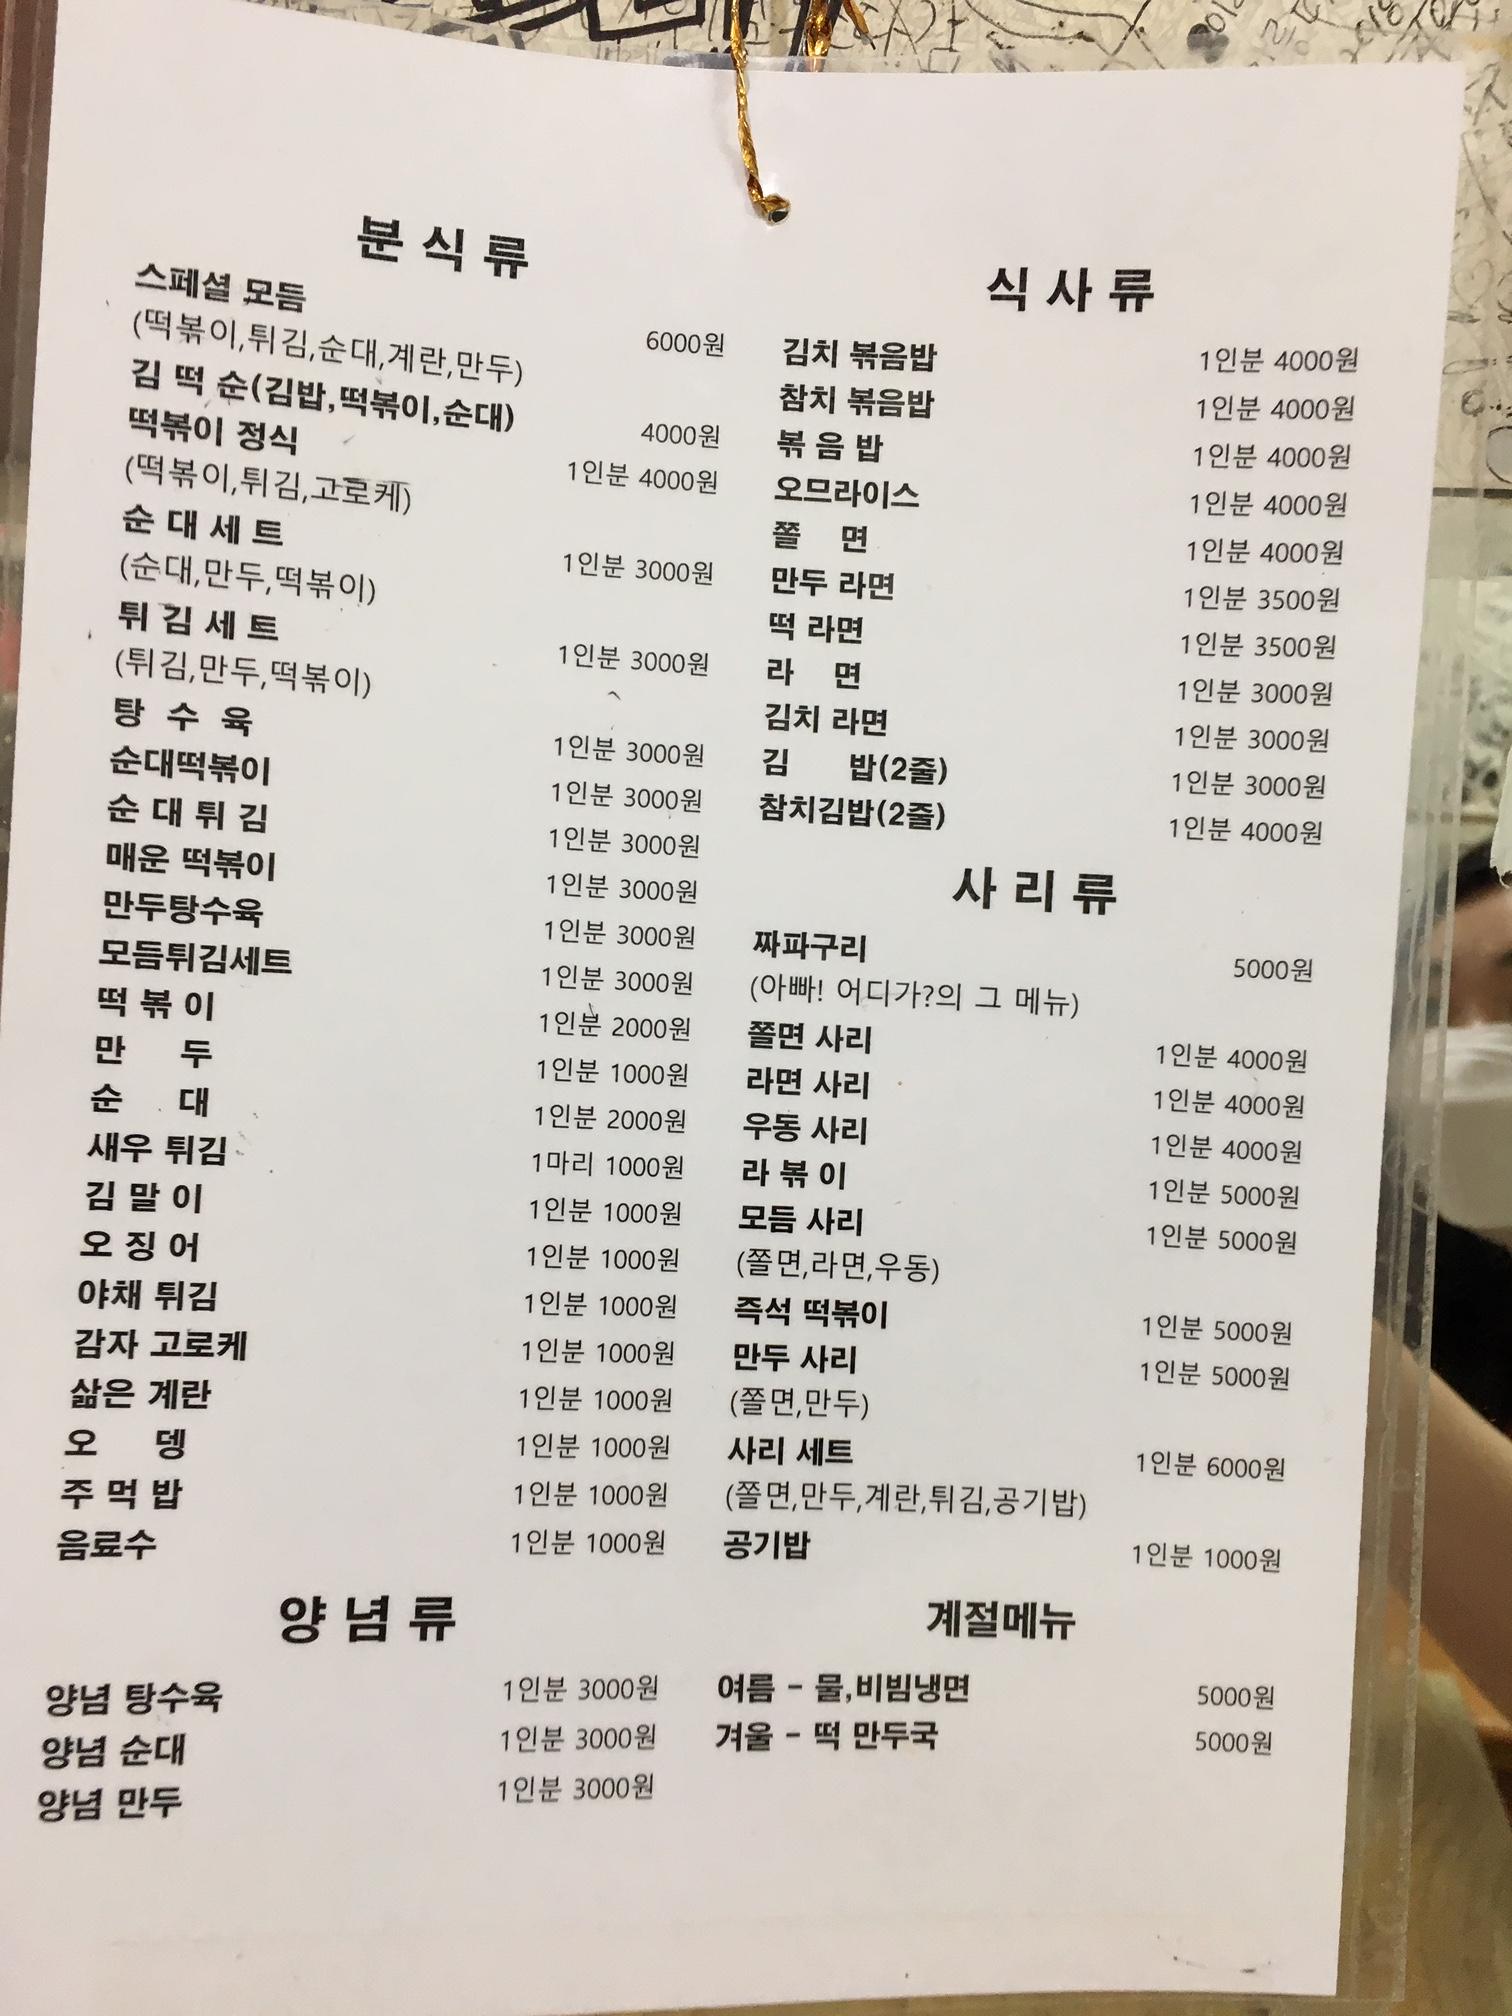 분식류
스페셜 모듬 6000원
(떡볶이,튀김,순대,계란,만두)
김 떡 순(김밥,떡볶이,순대) 4000원
떡볶이 정식 1인분 4000원
(떡볶이,튀김,고로케)
순대세트 1인분 3000원
(순대,만두,떡볶이)
튀김세트 1인분 3000원
(튀김,만두,떡볶이)
탕수육 1인분 3000원
순대떡볶이 1인분 3000원
순대튀김 1인분 3000원
매운 떡볶이 1인분 3000원
만두탕수육 1인분 3000원
모듬튀김세트 1인분 3000원
떡볶이 1인분 2000원
만두 1인분 1000원
순대 1인분 2000원
새우 튀김 1마리 1000원
김말이 1인분 1000원
오징어 1인분 1000원
야채 튀김 1인분 1000원
감자 고로케 1인분 1000원
삶은 계란 1인분 1000원
오뎅 1인분 1000원
주먹밥 1인분 1000원
음료수 1인분 1000원
양념류
양념 탕수육 1인분 3000원
양념 순대 1인분 3000원
양념 만두 1인분 3000원
식사류
김치 볶음밥 1인분 4000원
참치 볶음밥 1인분 4000원
볶음밥 1인분 4000원
오므라이스 1인분 4000원
쫄면 1인분 4000원
만두 라면 1인분 3500원
떡 라면 1인분 3500원
라면 1인분 3000원
김치 라면 1인분 3000원
김밥(2줄) 1인분 3000원
참치김밥(2줄) 1인분 4000원
사리류
짜파구리 5000원
(아빠! 어디가?의 그 메뉴)
쫄면 사리 1인분 4000원
라면 사리 1인분 4000원
우동 사리 1인분 4000원
라볶이 1인분 5000원
모듬 사리 1인분 5000원
(쫄면,라면,우동)
즉석 떡볶이 1인분 5000원
만두 사리 1인분 5000원
(쫄면,만두)
사리 세트 1인분 6000원
(쫄면,만두,계란,튀김,공기밥)
공기밥 1인분 1000원
계절메뉴
여름 - 물,비빔냉면 5000원
겨울 - 떡 만두국 5000원